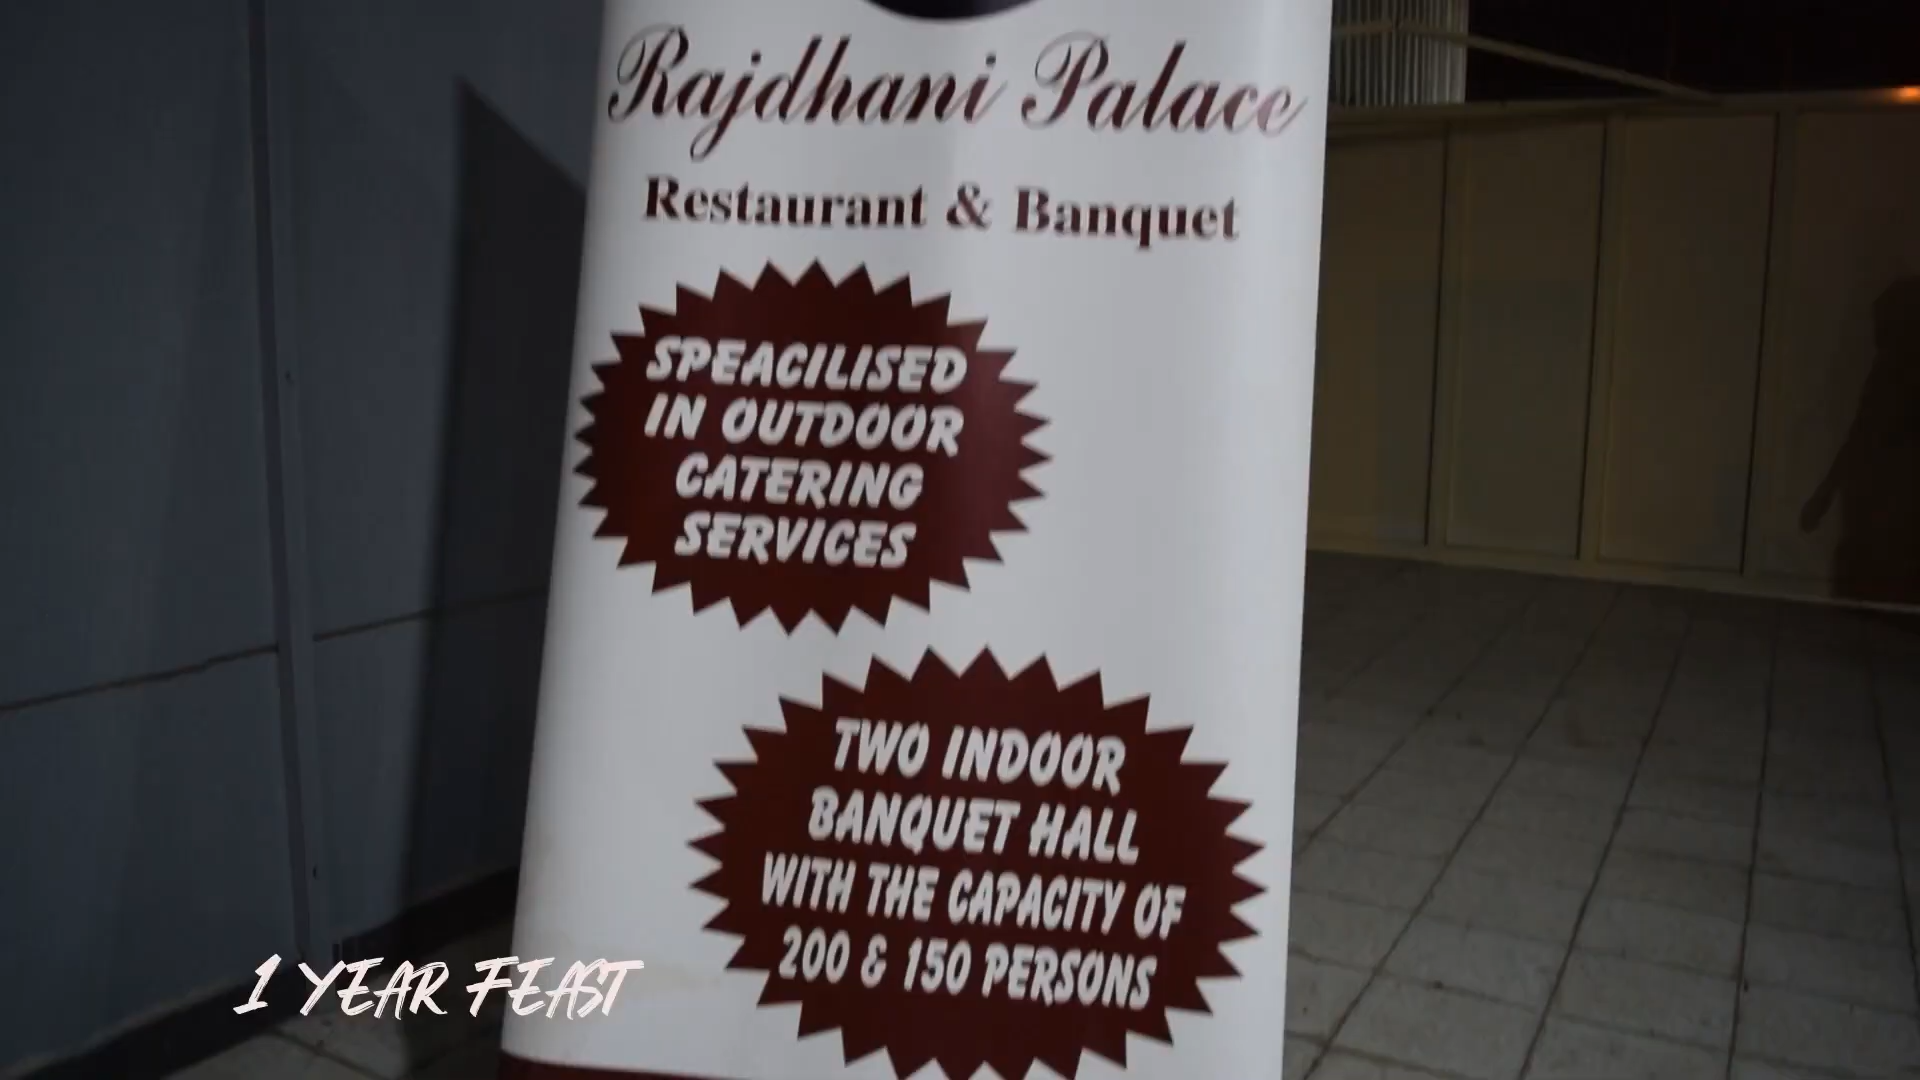 Rajdhani Palace
Restaurant & Banquet
SPEACILISED
IN OUTDOOR
CATERING
SERVICES
TWO INDOOR
BANQUET HALL
WITH THE CAPACITY OF
200 & 150 PERSONS
1 YEAR FEAST